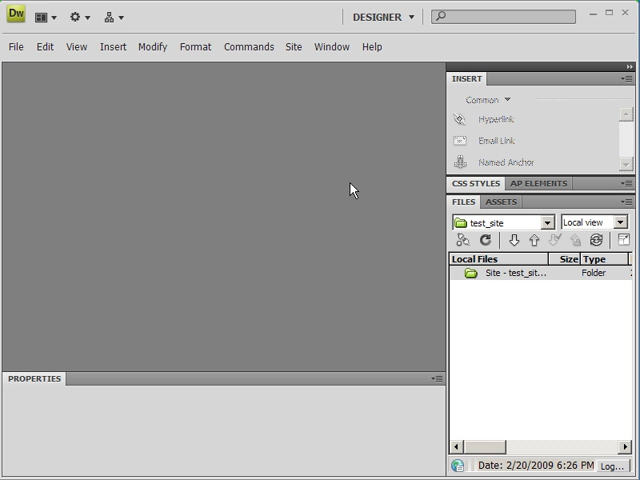 Dw
DESIGNER
File Edit View Insert Modify Format Commands Site Window Help
INSERT
Common
Hyperlink
Email Link
Named Anchor
CSS STYLES AP ELEMENTS
FILES ASSETS
test_site Local view
Local Files Size Type
Site - test_sit... Folder
PROPERTIES
Date: 2/20/2009 6:26 PM Log...